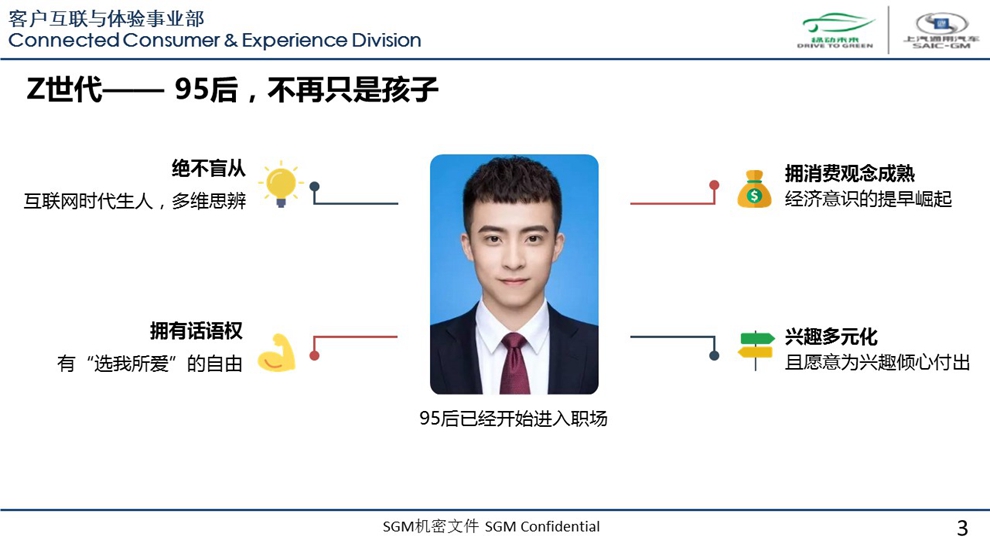 客户互联与体验事业部
Connected Consumer & Experience Division
绿动未来
DRIVE TO GREEN
上汽通用汽车
SAIC-GM
Z世代—— 95后，不再只是孩子
绝不盲从
互联网时代生人，多维思辨
拥消费观念成熟
经济意识的提早崛起
拥有话语权
有“选我所爱”的自由
兴趣多元化
且愿意为兴趣倾心付出
95后已经开始进入职场
SGM机密文件 SGM Confidential
3